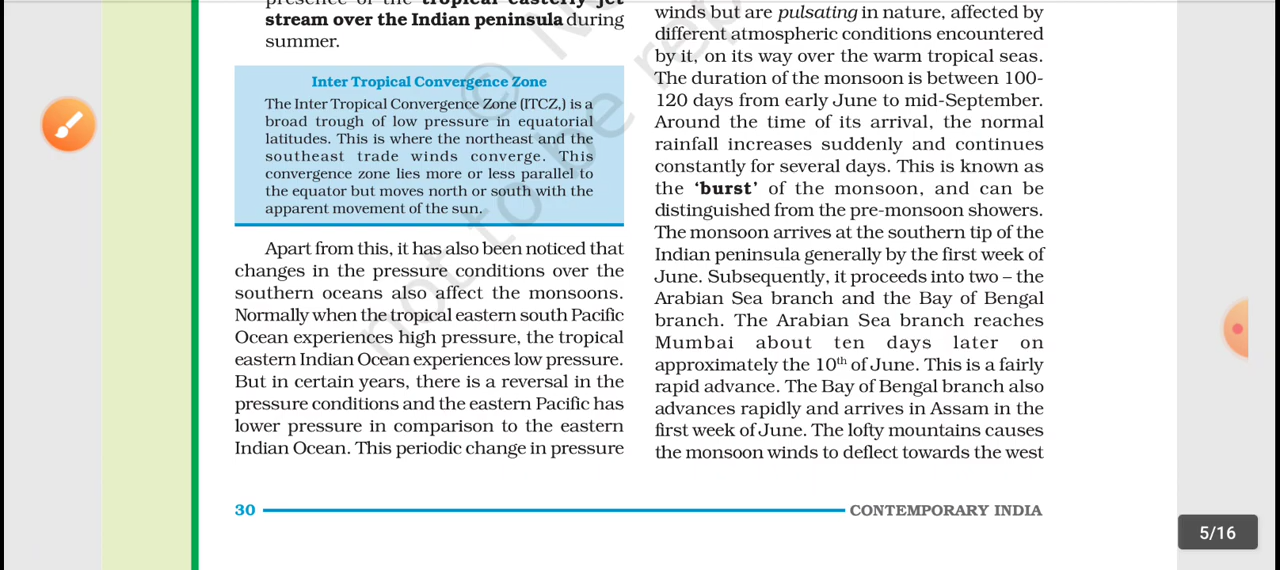 stream over the Indian peninsula during
summer.
Inter Tropical Convergence Zone
The Inter Tropical Convergence Zone (ITCZ,) is a
broad trough of low pressure in equatorial
latitudes. This is where the northeast and the
southeast trade winds converge. This
convergence zone lies more or less parallel to
the equator but moves north or south with the
apparent movement of the sun.
Apart from this, it has also been noticed that
changes in the pressure conditions over the
southern oceans also affect the monsoons.
Normally when the tropical eastern south Pacific
Ocean experiences high pressure, the tropical
eastern Indian Ocean experiences low pressure.
But in certain years, there is a reversal in the
pressure conditions and the eastern Pacific has
lower pressure in comparison to the eastern
Indian Ocean. This periodic change in pressure
winds but are pulsating in nature, affected by
different atmospheric conditions encountered
by it, on its way over the warm tropical seas.
The duration of the monsoon is between 100-
120 days from early June to mid-September.
Around the time of its arrival, the normal
rainfall increases suddenly and continues
constantly for several days. This is known as
the ‘burst’ of the monsoon, and can be
distinguished from the pre-monsoon showers.
The monsoon arrives at the southern tip of the
Indian peninsula generally by the first week of
June. Subsequently, it proceeds into two – the
Arabian Sea branch and the Bay of Bengal
branch. The Arabian Sea branch reaches
Mumbai about ten days later on
approximately the 10th of June. This is a fairly
rapid advance. The Bay of Bengal branch also
advances rapidly and arrives in Assam in the
first week of June. The lofty mountains causes
the monsoon winds to deflect towards the west
30
CONTEMPORARY INDIA
5/16
not to be rep
© N